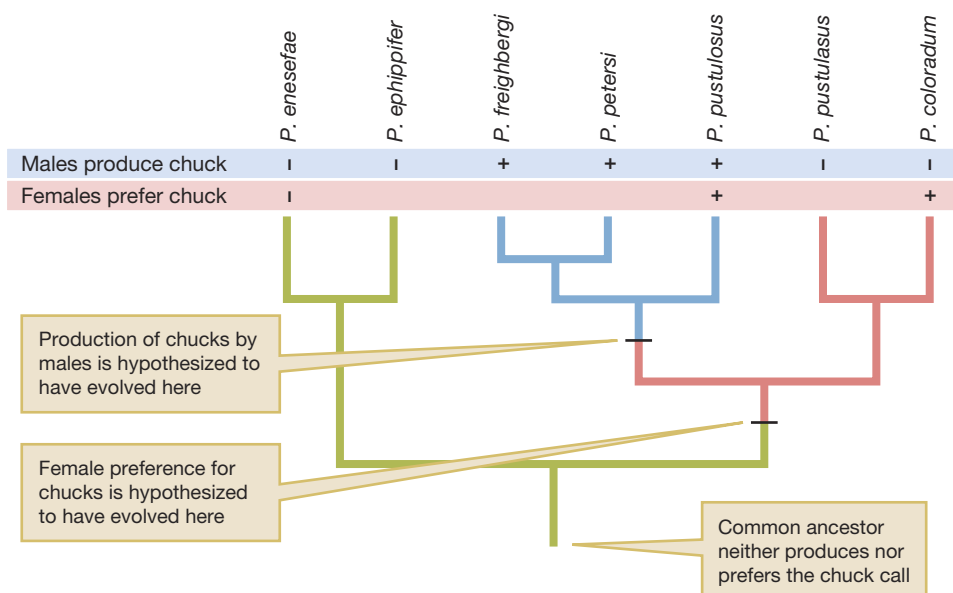 P. enesefae
P. ephippifer
P. freighbergi
P. petersi
P. pustulosus
P. pustulasus
P. coloradum
Males produce chuck - - + + + - -
Females prefer chuck - + +
Production of chucks by
males is hypothesized to
have evolved here
Female preference for
chucks is hypothesized
to have evolved here
Common ancestor
neither produces nor
prefers the chuck call